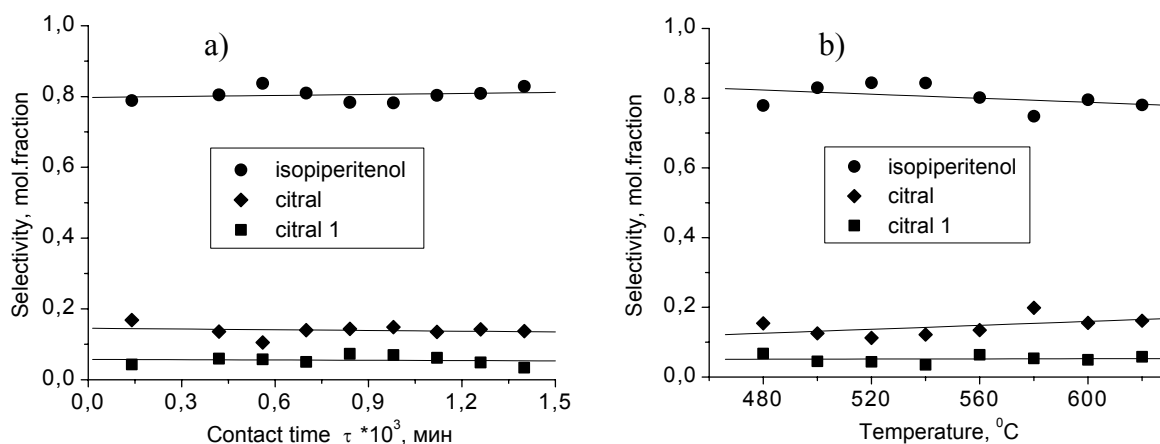 a)
Selectivity, mol.fraction
1,0
0,8
0,6
0,4
0,2
0,0
isopiperitenol
citral
citral 1
0,0 0,3 0,6 0,9 1,2 1,5
Contact time τ *10³, мин
b)
Selectivity, mol.fraction
1,0
0,8
0,6
0,4
0,2
0,0
isopiperitenol
citral
citral 1
480 520 560 600
Temperature, ⁰C